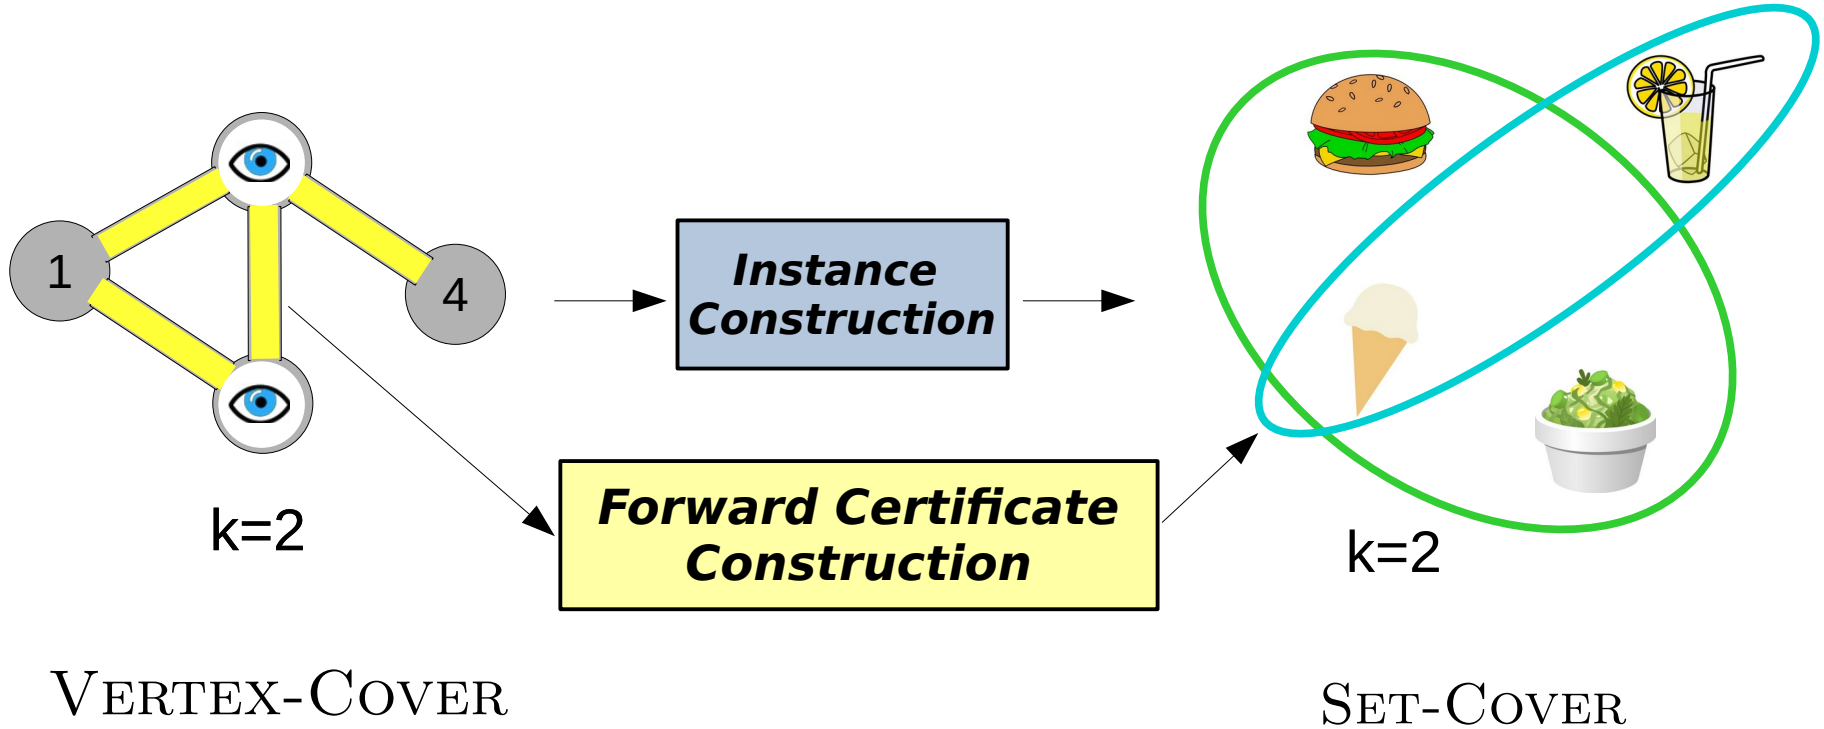 1
4
k=2
Instance
Construction
Forward Certificate
Construction
k=2
VERTEX-COVER
SET-COVER